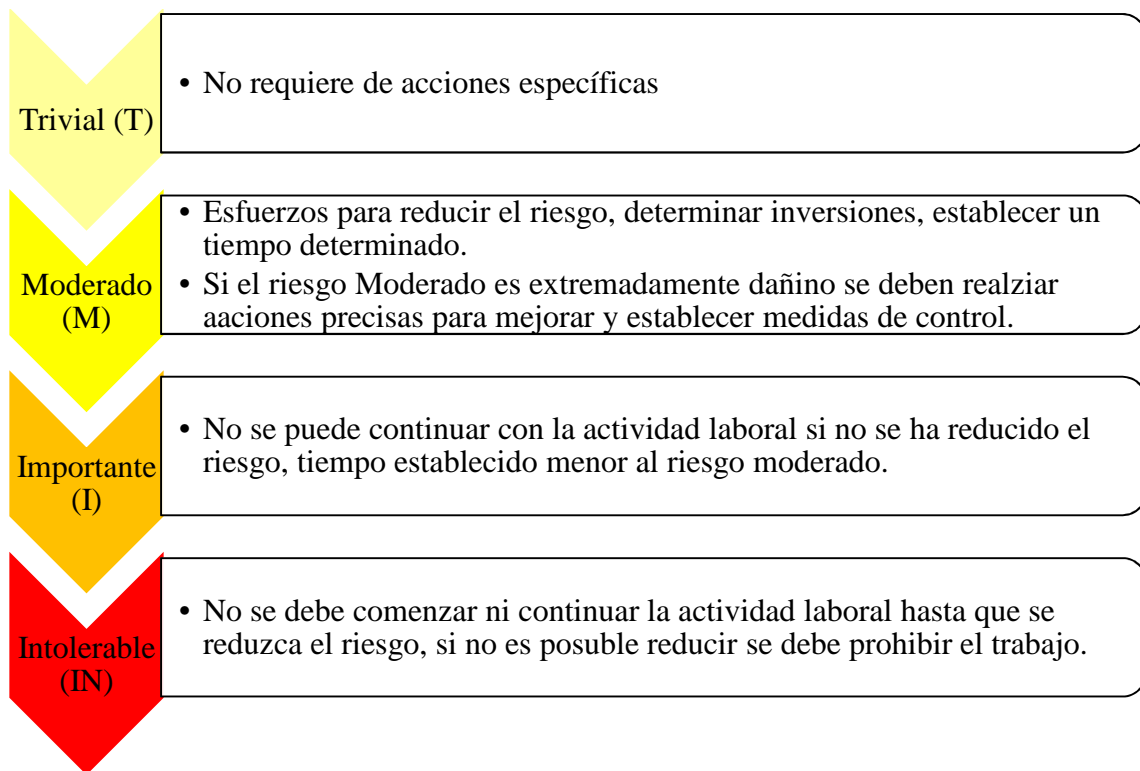 Trivial (T)
• No requiere de acciones específicas
Moderado
(M)
• Esfuerzos para reducir el riesgo, determinar inversiones, establecer un
tiempo determinado.
• Si el riesgo Moderado es extremadamente dañino se deben realziar
aaciones precisas para mejorar y establecer medidas de control.
Importante
(I)
• No se puede continuar con la actividad laboral si no se ha reducido el
riesgo, tiempo establecido menor al riesgo moderado.
Intolerable
(IN)
• No se debe comenzar ni continuar la actividad laboral hasta que se
reduzca el riesgo, si no es posuble reducir se debe prohibir el trabajo.